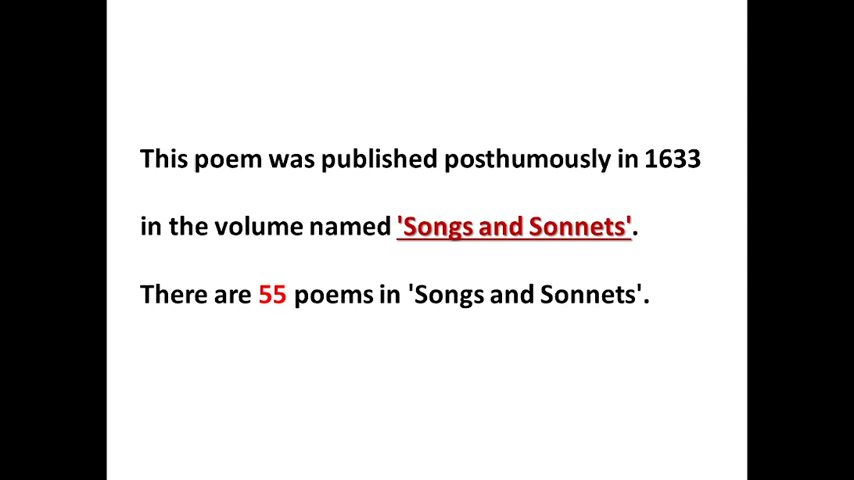 This poem was published posthumously in 1633
in the volume named 'Songs and Sonnets'.
There are 55 poems in 'Songs and Sonnets'.